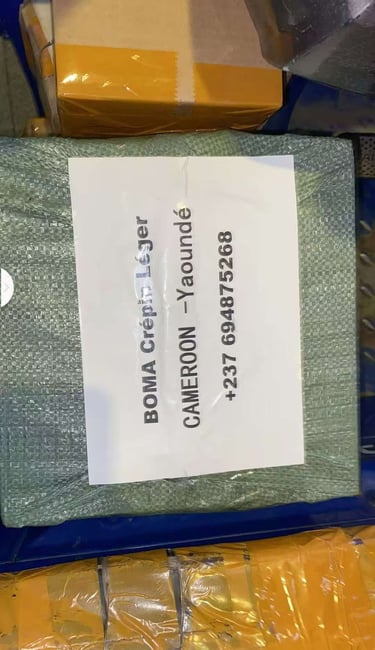 BOMA Crépin Léger
CAMEROON -Yaoundé
+237 694875268